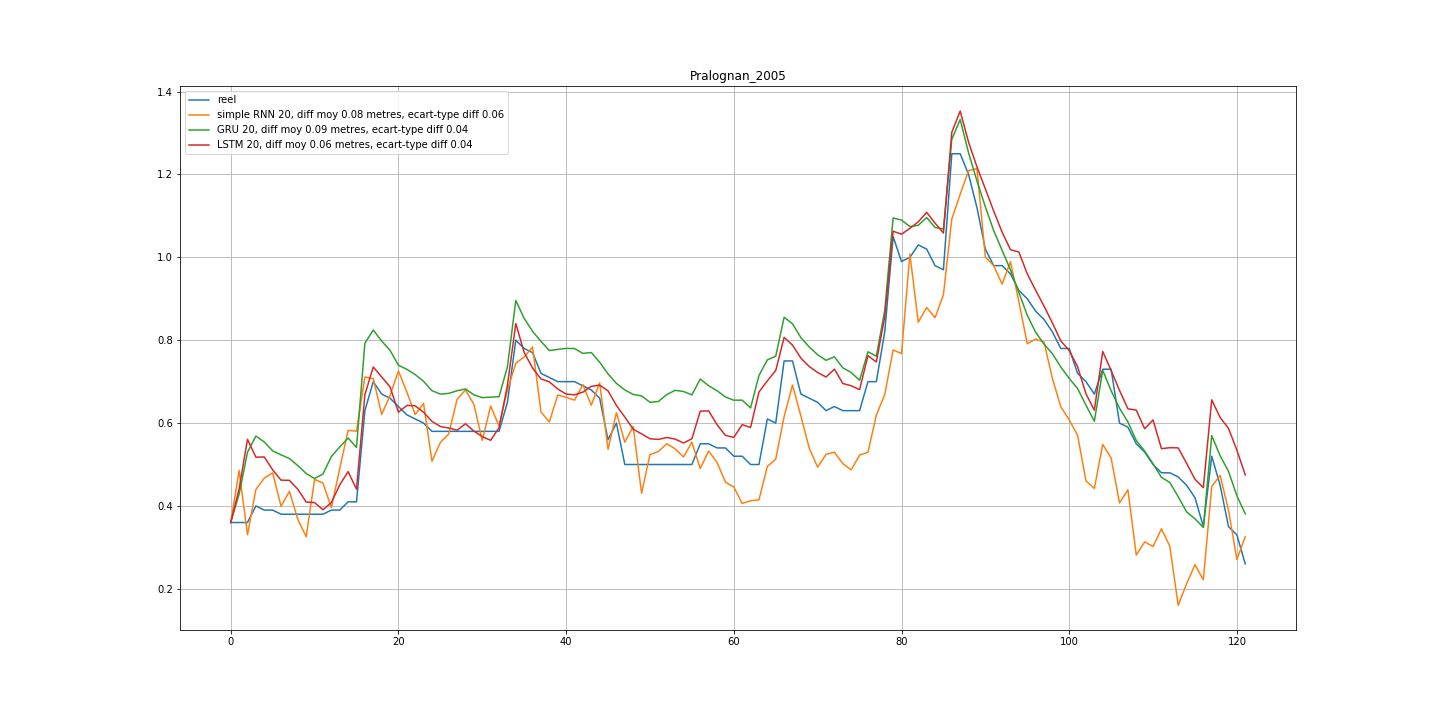 Pralognan_2005
reel
simple RNN 20, diff moy 0.08 metres, ecart-type diff 0.06
GRU 20, diff moy 0.09 metres, ecart-type diff 0.04
LSTM 20, diff moy 0.06 metres, ecart-type diff 0.04
1.4
1.2
1.0
0.8
0.6
0.4
0.2
0 20 40 60 80 100 120